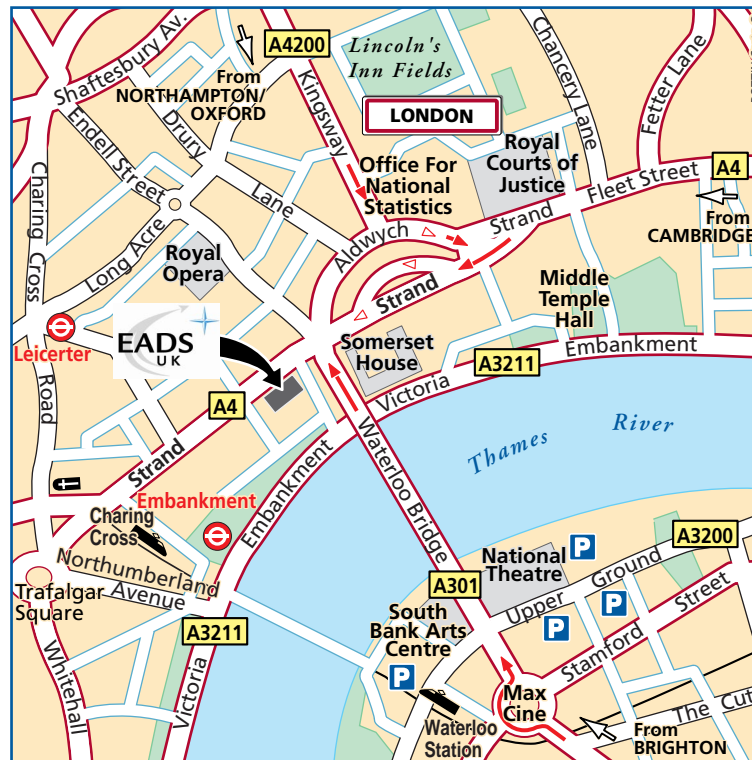 Shaftesbury Av.
A4200
From
NORTHAMPTON/
OXFORD
Lincoln's
Inn Fields
Chancery Lane
Fetter Lane
LONDON
Kingsway
Endell Street
Drury
Lane
Office For
National
Statistics
Royal
Courts of
Justice
A4
Fleet Street
From
CAMBRIDGE
Charing Cross
Road
Long Acre
Royal
Opera
Aldwych
Strand
Strand
Middle
Temple
Hall
Leicerter
EADS
UK
Somerset
House
A3211
Embankment
Victoria
A4
Strand
Waterloo Bridge
Thames
River
Embankment
Embankment
Charing
Cross
Northumberland
Avenue
Trafalgar
Square
Whitehall
A3211
Victoria
National
Theatre
P
A3200
A301
Upper Ground
P
P
Stamford Street
South
Bank Arts
Centre
P
Max
Cine
Waterloo
Station
The Cut
From
BRIGHTON